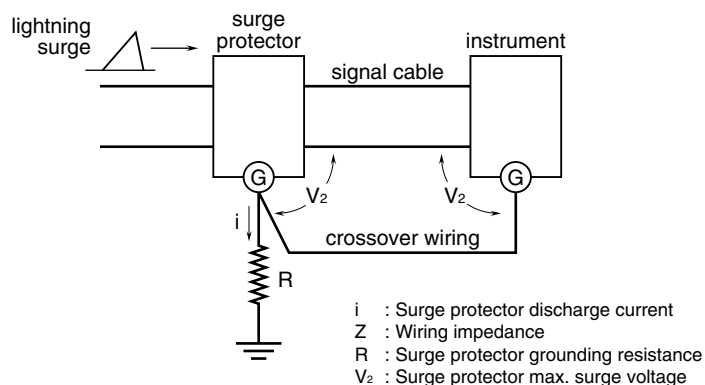 lightning
surge
surge
protector
instrument
signal cable
G
G
V₂
V₂
i
crossover wiring
R
i : Surge protector discharge current
Z : Wiring impedance
R : Surge protector grounding resistance
V₂ : Surge protector max. surge voltage